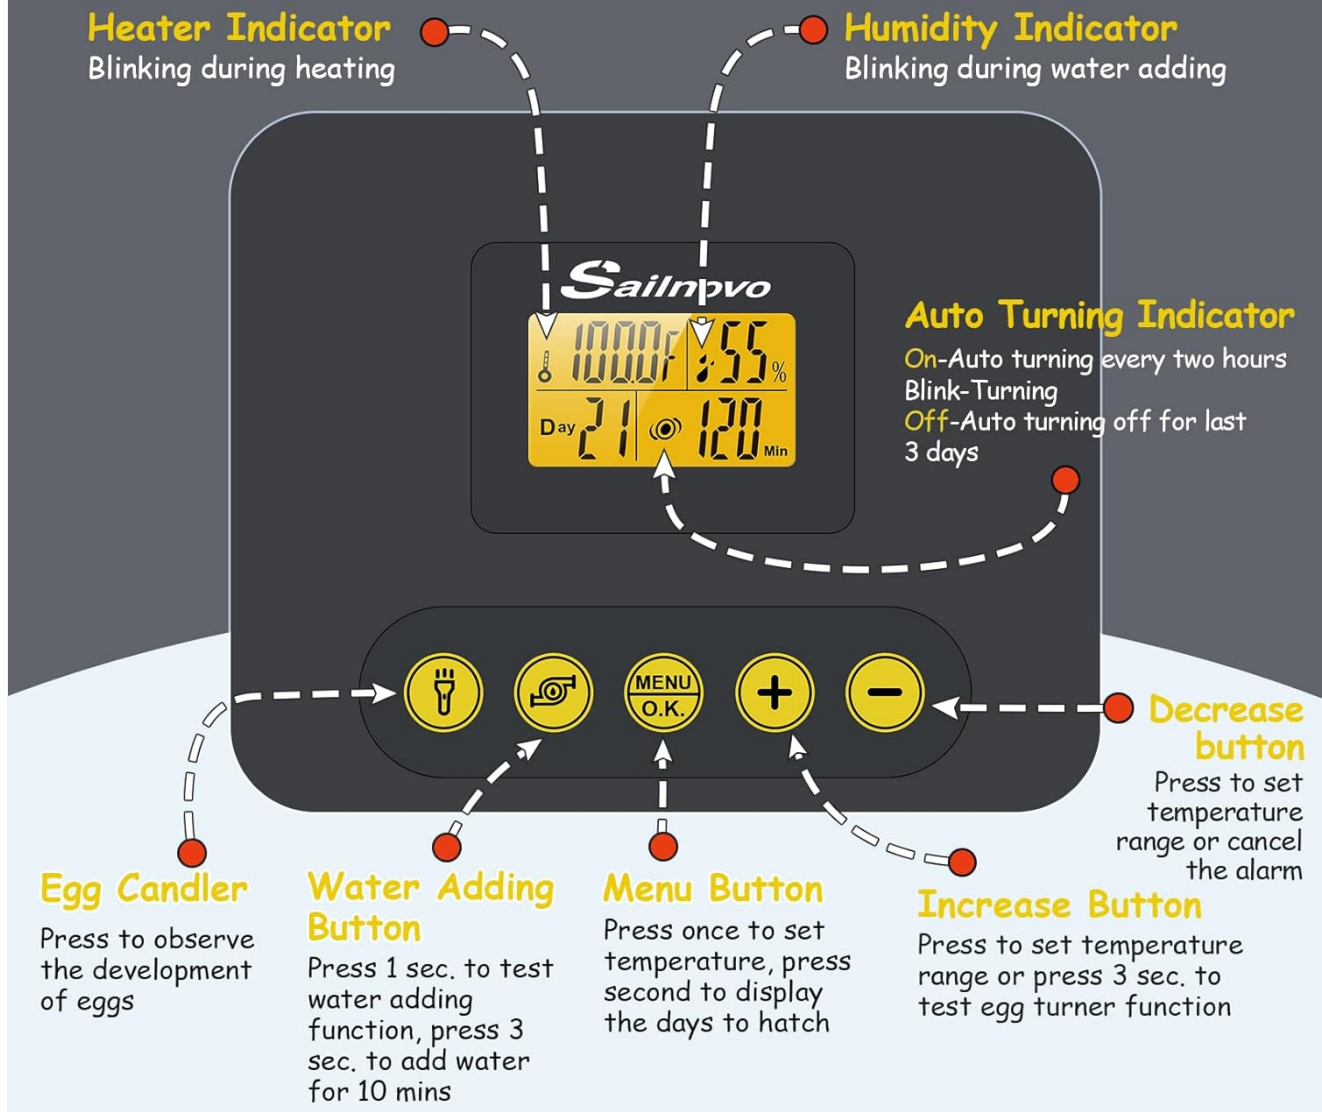 Heater Indicator
Blinking during heating
Humidity Indicator
Blinking during water adding
Sailnovo
100.0F
55%
Day 21
120 Min
Auto Turning Indicator
On-Auto turning every two hours
Blink-Turning
Off-Auto turning off for last
3 days
MENU
O.K.
+
−
Decrease
button
Press to set
temperature
range or cancel
the alarm
Egg Candler
Press to observe
the development
of eggs
Water Adding
Button
Press 1 sec. to test
water adding
function, press 3
sec. to add water
for 10 mins
Menu Button
Press once to set
temperature, press
second to display
the days to hatch
Increase Button
Press to set temperature
range or press 3 sec. to
test egg turner function